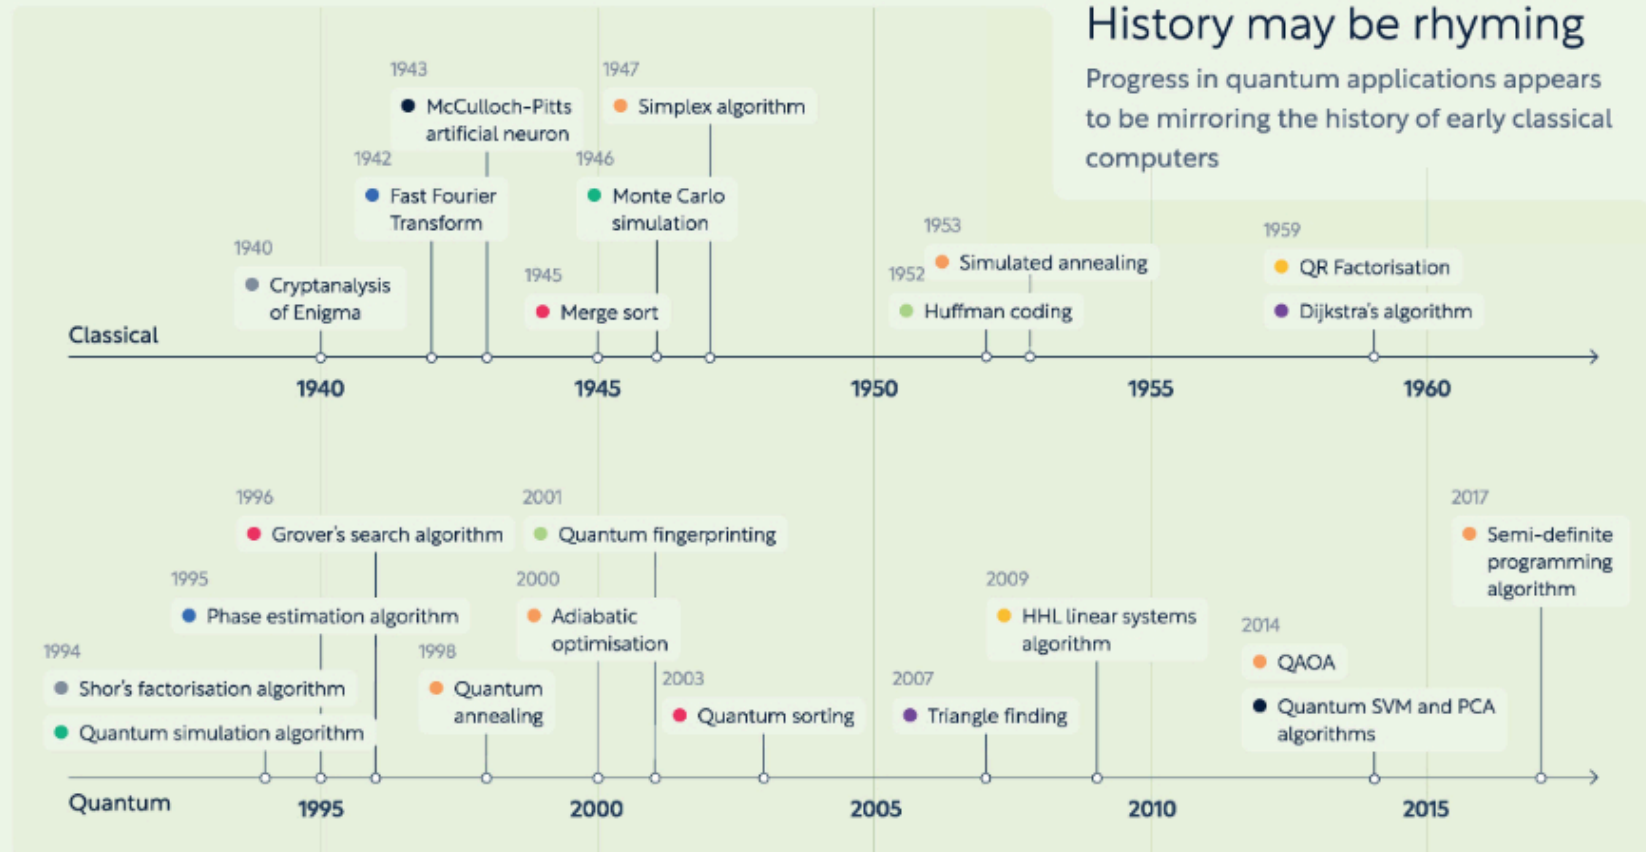 History may be rhyming
Progress in quantum applications appears
to be mirroring the history of early classical
computers
1943
McCulloch-Pitts
artificial neuron
1947
Simplex algorithm
1942
Fast Fourier
Transform
1946
Monte Carlo
simulation
1940
Cryptanalysis
of Enigma
1945
Merge sort
1953
Simulated annealing
1952
Huffman coding
1959
QR Factorisation
Dijkstra's algorithm
Classical
1940
1945
1950
1955
1960
1996
Grover's search algorithm
2001
Quantum fingerprinting
2017
Semi-definite
programming
algorithm
1995
Phase estimation algorithm
2000
Adiabatic
optimisation
2009
HHL linear systems
algorithm
1994
Shor's factorisation algorithm
Quantum simulation algorithm
1998
Quantum
annealing
2003
Quantum sorting
2007
Triangle finding
2014
QAOA
Quantum SVM and PCA
algorithms
Quantum
1995
2000
2005
2010
2015